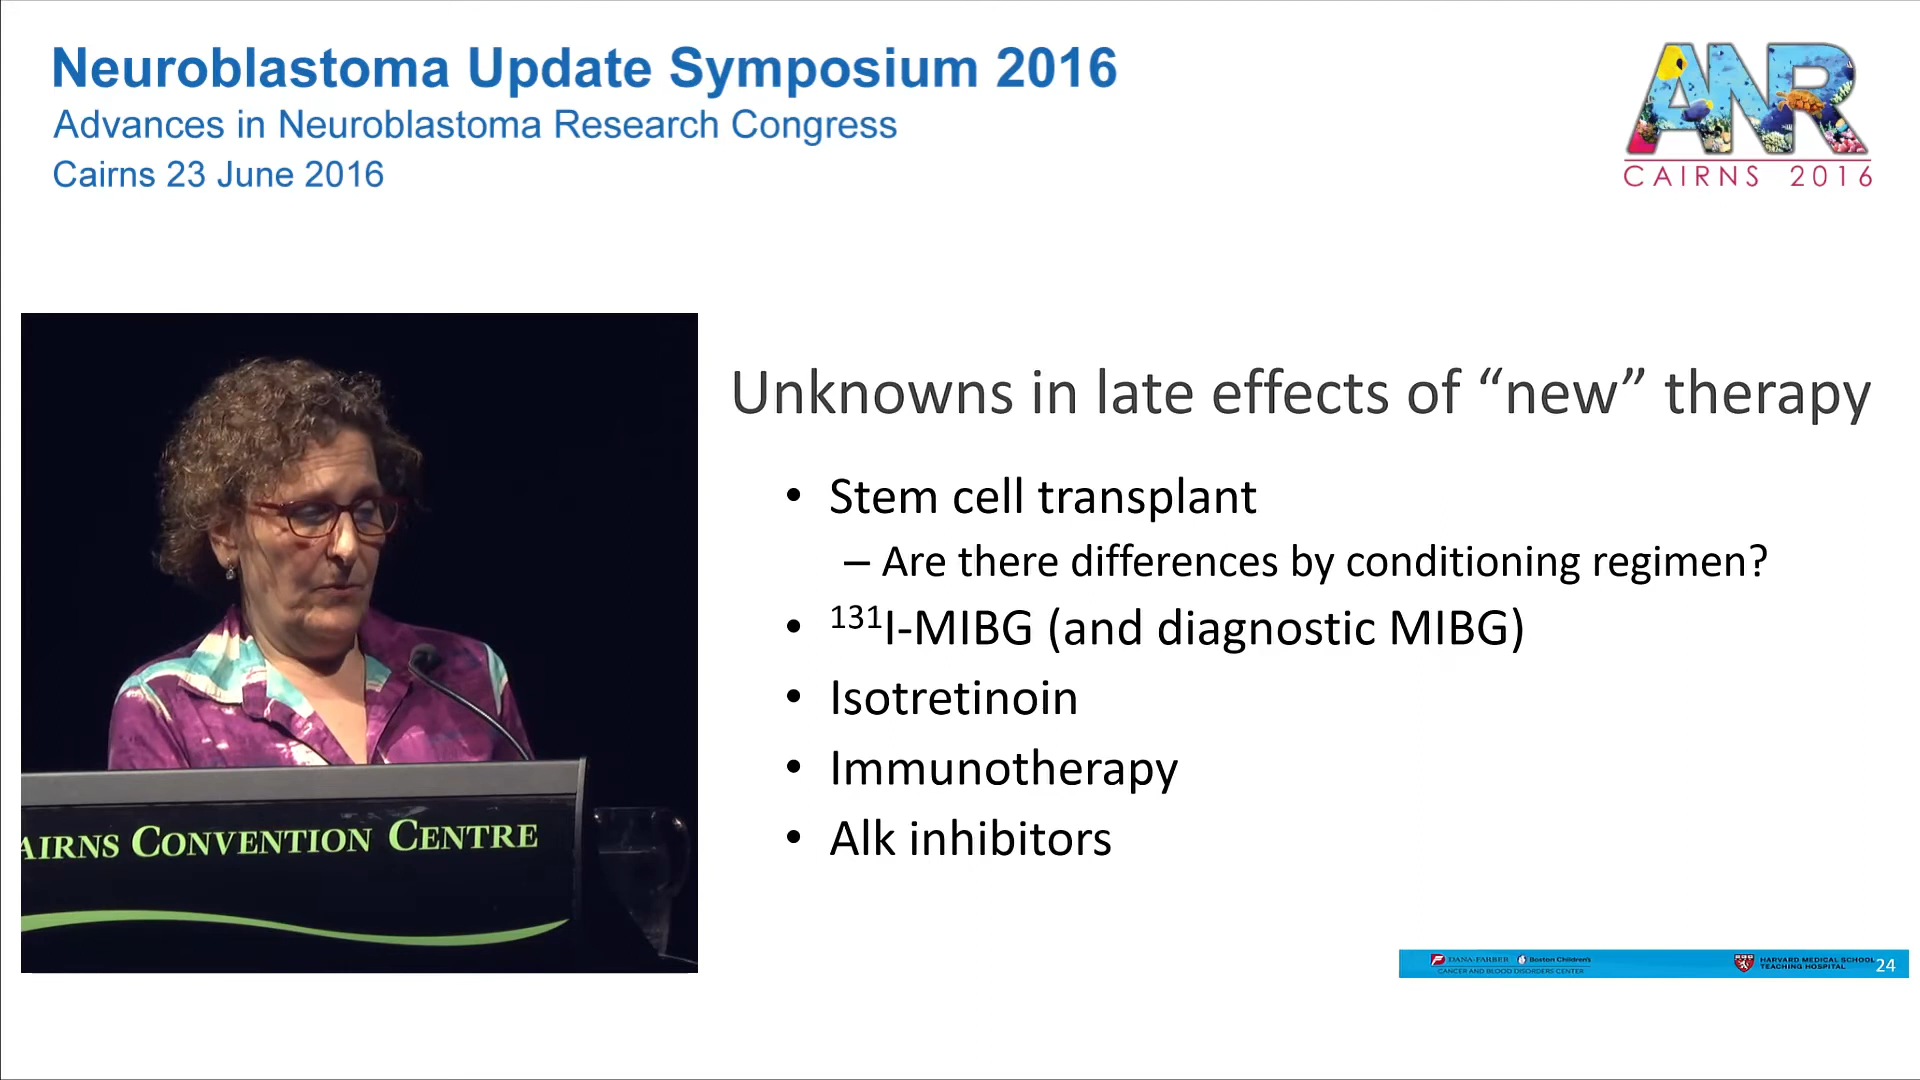 Neuroblastoma Update Symposium 2016
Advances in Neuroblastoma Research Congress
Cairns 23 June 2016
ANR
CAIRNS 2016
Unknowns in late effects of “new” therapy
• Stem cell transplant
– Are there differences by conditioning regimen?
• ¹³¹I-MIBG (and diagnostic MIBG)
• Isotretinoin
• Immunotherapy
• Alk inhibitors
AIRNS CONVENTION CENTRE
DANA-FARBER Boston Children's
CANCER AND BLOOD DISORDERS CENTER
HARVARD MEDICAL SCHOOL
TEACHING HOSPITAL
24